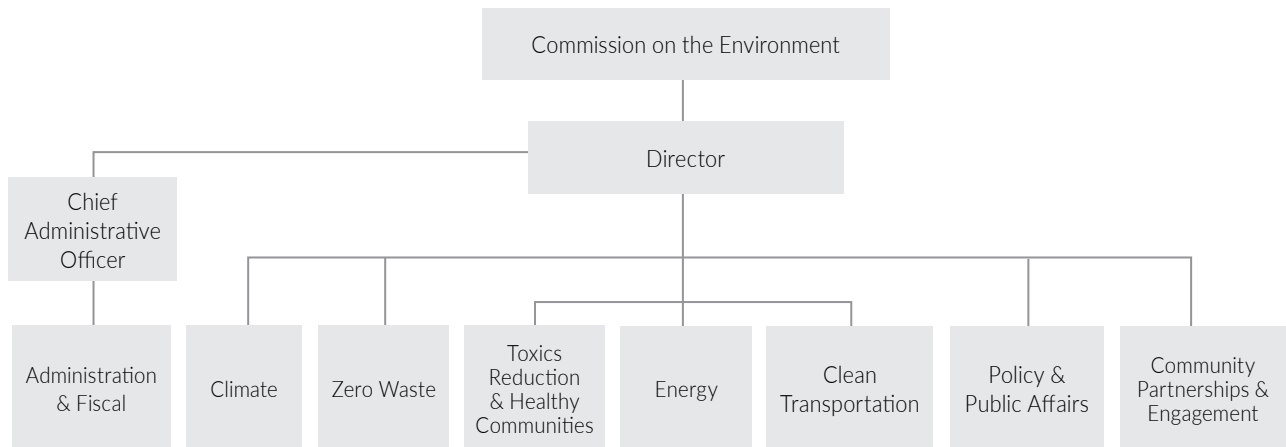 Commission on the Environment
Director
Chief
Administrative
Officer
Administration
& Fiscal
Climate
Zero Waste
Toxics
Reduction
& Healthy
Communities
Energy
Clean
Transportation
Policy &
Public Affairs
Community
Partnerships &
Engagement